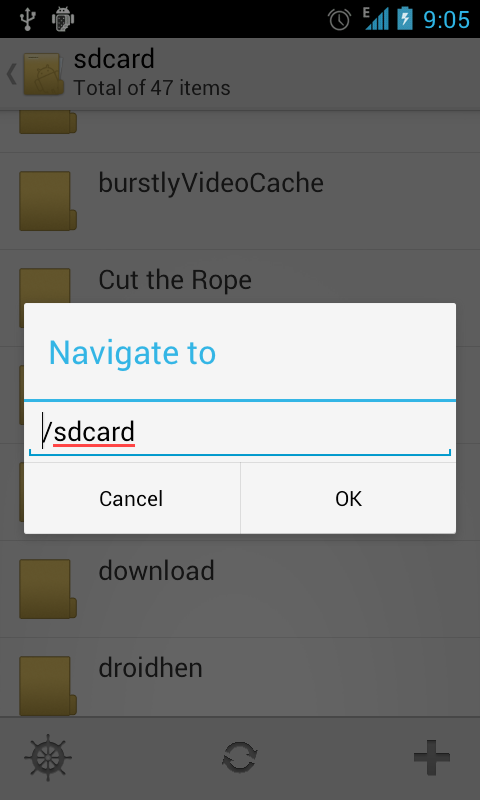 E 9:05
sdcard
Total of 47 items
burstlyVideoCache
Cut the Rope
Navigate to
/sdcard
Cancel OK
download
droidhen